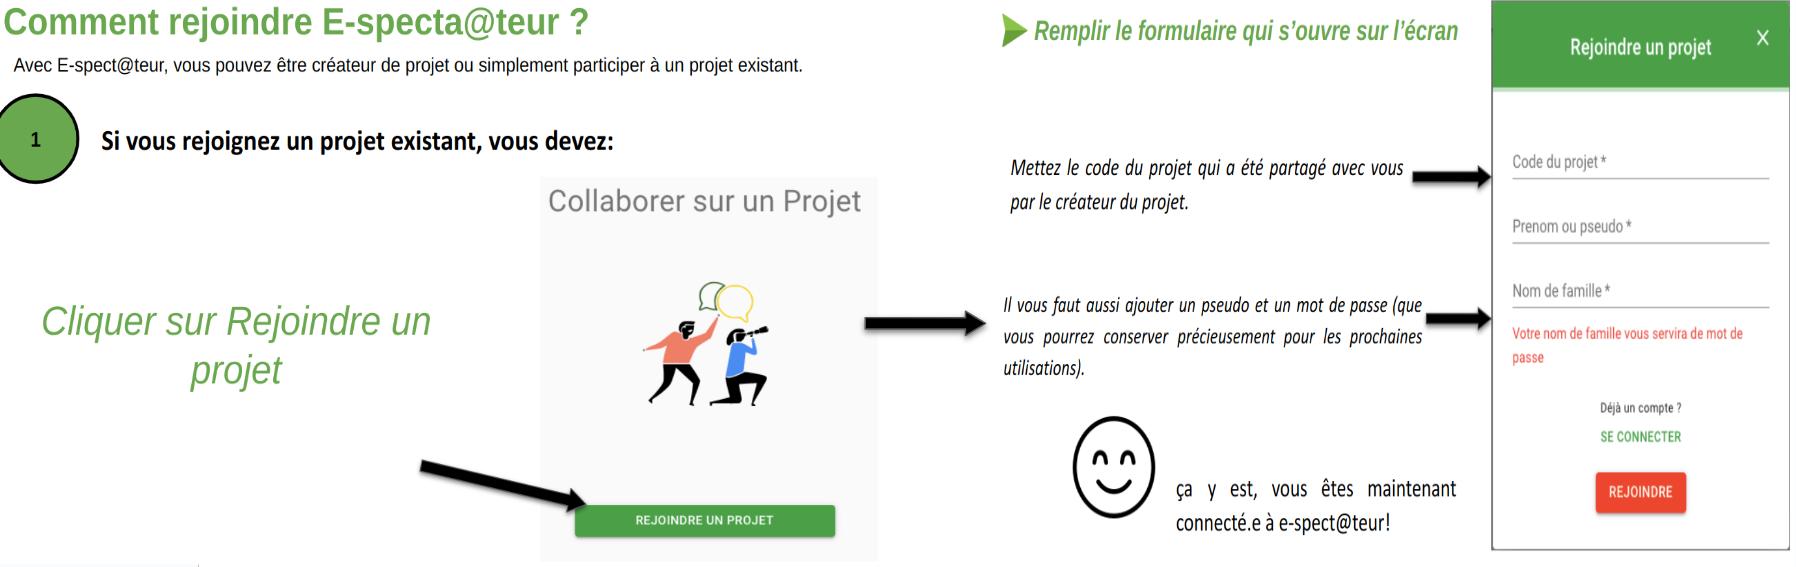 Comment rejoindre E-specta@teur ?
Avec E-spect@teur, vous pouvez être créateur de projet ou simplement participer à un projet existant.
1
Si vous rejoignez un projet existant, vous devez:
Cliquer sur Rejoindre un
projet
Collaborer sur un Projet
REJOINDRE UN PROJET
Remplir le formulaire qui s’ouvre sur l’écran
Mettez le code du projet qui a été partagé avec vous
par le créateur du projet.
Il vous faut aussi ajouter un pseudo et un mot de passe (que
vous pourrez conserver précieusement pour les prochaines
utilisations).
ça y est, vous êtes maintenant
connecté.e à e-spect@teur!
Rejoindre un projet
X
Code du projet *
Prenom ou pseudo *
Nom de famille *
Votre nom de famille vous servira de mot de
passe
Déjà un compte ?
SE CONNECTER
REJOINDRE